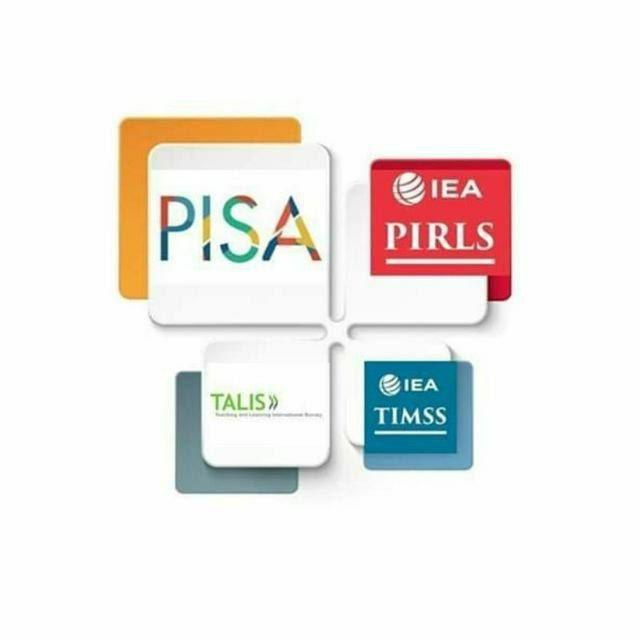 PISA
IEA
PIRLS
TALIS
Teaching and Learning International Survey
IEA
TIMSS